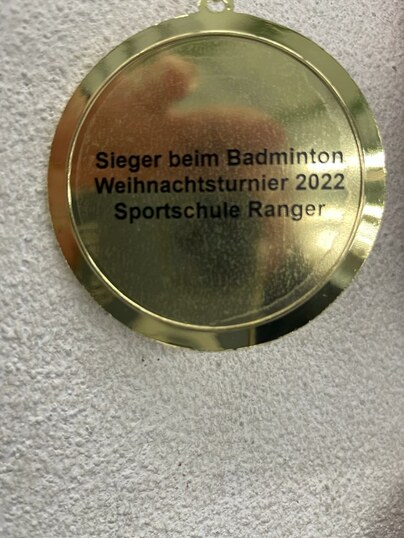 Sieger beim Badminton
Weihnachtsturnier 2022
Sportschule Ranger